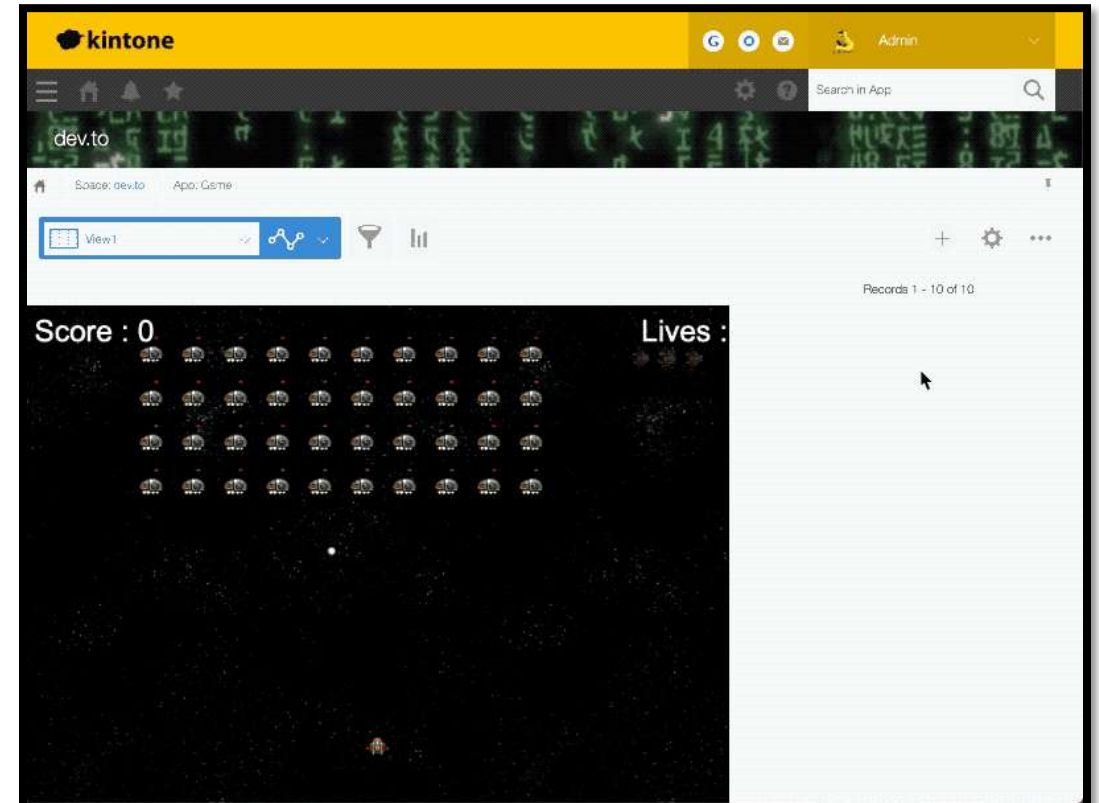 kintone
Admin
Search in App
dev.to
Space: dev.to App: Game
View1
Records 1 - 10 of 10
Score : 0
Lives :